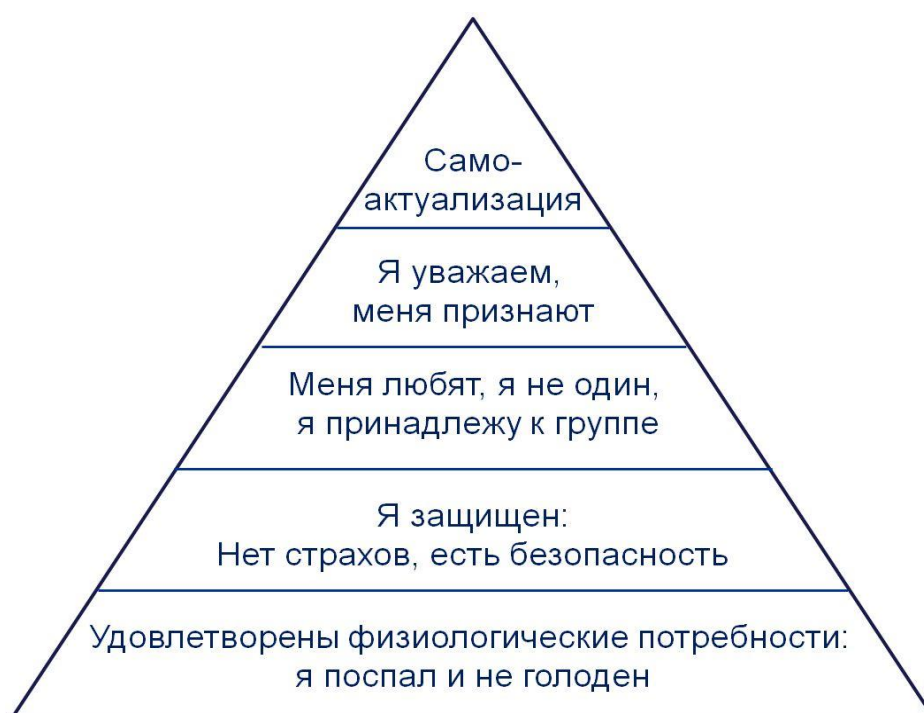 Само-
актуализация
Я уважаем,
меня признают
Меня любят, я не один,
я принадлежу к группе
Я защищен:
Нет страхов, есть безопасность
Удовлетворены физиологические потребности:
я поспал и не голоден